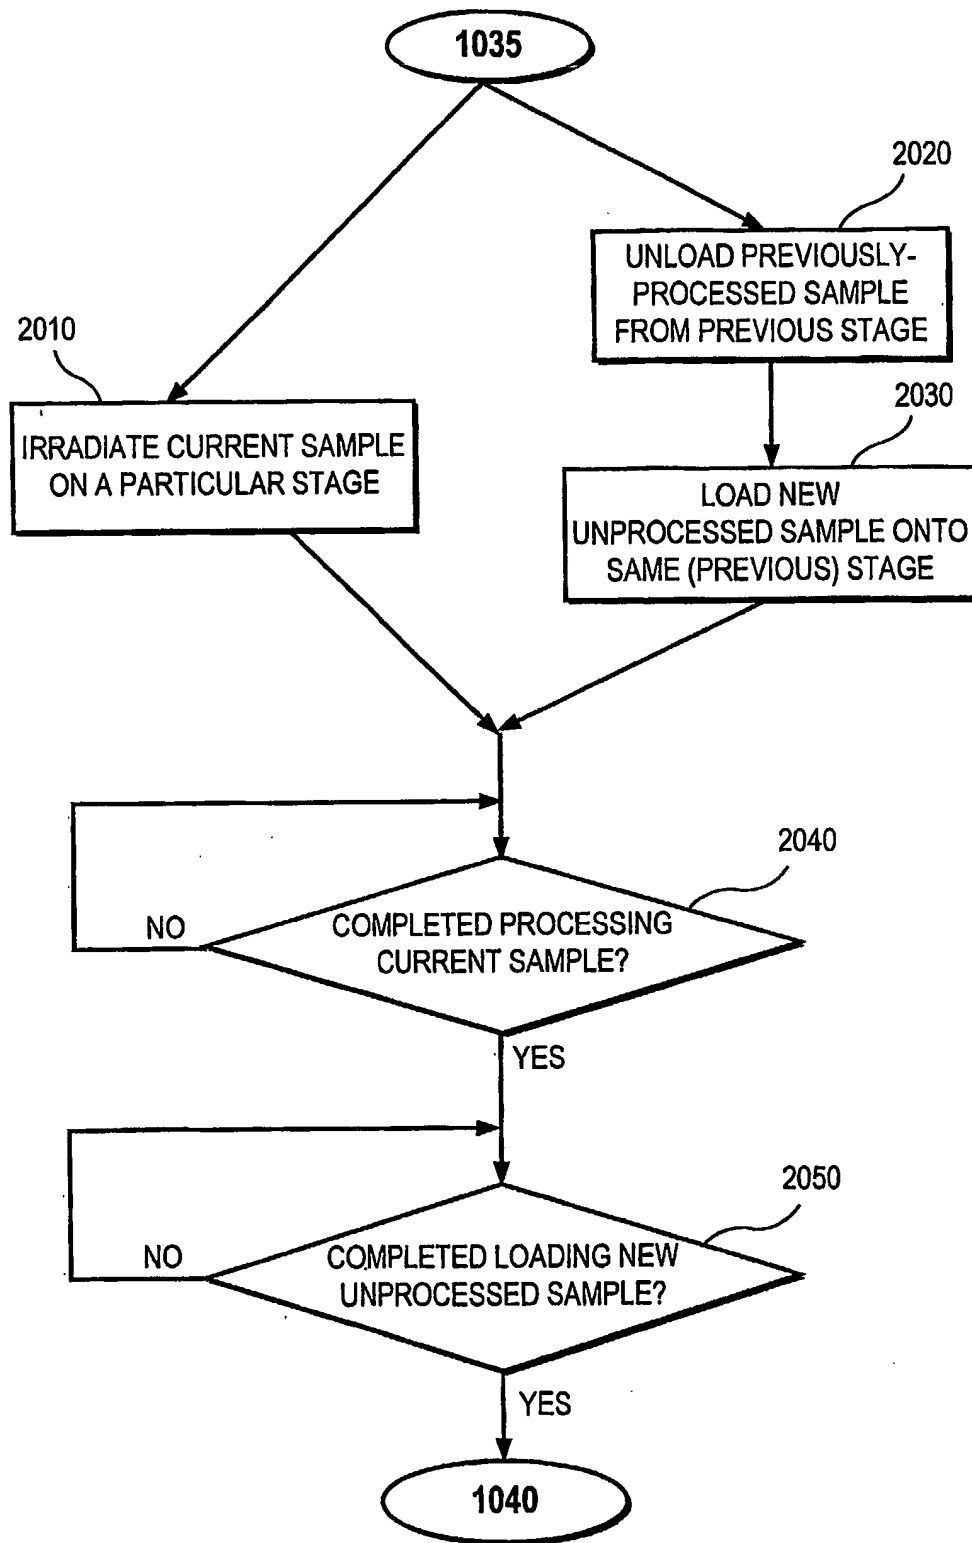 1035
2020
UNLOAD PREVIOUSLY-
PROCESSED SAMPLE
FROM PREVIOUS STAGE
2010
IRRADIATE CURRENT SAMPLE
ON A PARTICULAR STAGE
2030
LOAD NEW
UNPROCESSED SAMPLE ONTO
SAME (PREVIOUS) STAGE
2040
COMPLETED PROCESSING
CURRENT SAMPLE?
NO
YES
2050
COMPLETED LOADING NEW
UNPROCESSED SAMPLE?
NO
YES
1040